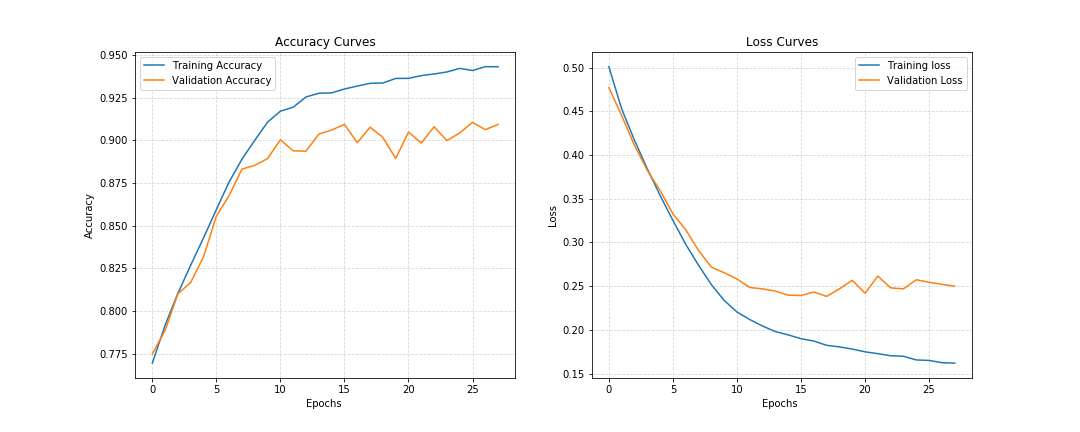 Accuracy Curves
0.950
0.925
0.900
0.875
0.850
0.825
0.800
0.775
Accuracy
Training Accuracy
Validation Accuracy
0 5 10 15 20 25
Epochs
Loss Curves
0.50
0.45
0.40
0.35
0.30
0.25
0.20
0.15
Loss
Training loss
Validation Loss
0 5 10 15 20 25
Epochs